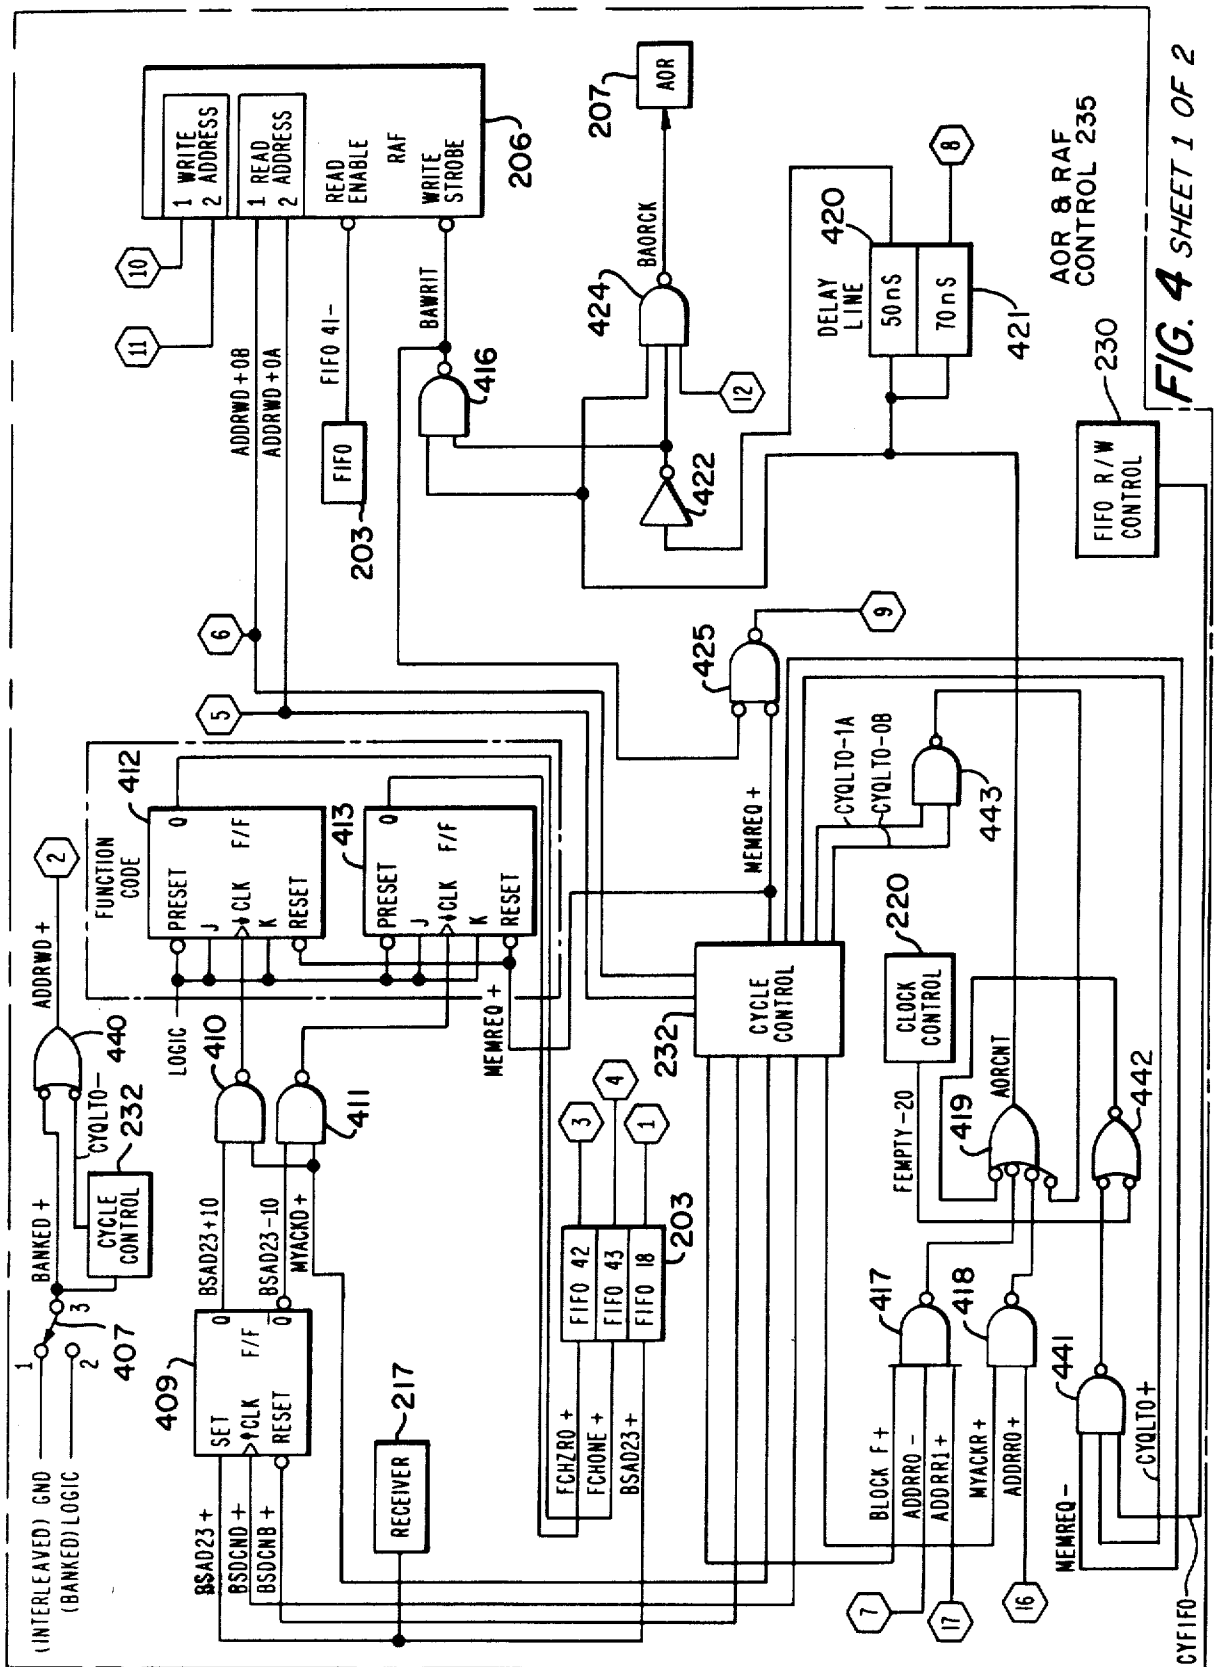 (INTERLEAVED) GND
(BANKED) LOGIC
1
2
3
407
BANKED+
CYQLTO-
CYCLE
CONTROL
232
440
ADDRWD+
2
409
SET
CLK
RESET
Q
F/F
Q
BSAD23+
BSDCND+
BSDCNB+
BSAD23+10
BSAD23-10
MYACKD+
410
411
FUNCTION
CODE
412
PRESET
J
CLK
K
RESET
Q
F/F
LOGIC
413
PRESET
J
CLK
K
RESET
Q
F/F
MEMREQ+
217
RECEIVER
FCHZRO+
FCHONE+
BSAD23+
FIFO 42
FIFO 43
FIFO 18
203
3
4
1
5
6
10
11
ADDRWD+0B
ADDRWD+0A
1 WRITE
2 ADDRESS
1 READ
2 ADDRESS
READ
ENABLE
RAF
WRITE
STROBE
206
FIFO 41-
FIFO
203
BAWRIT
416
207
AOR
BAORCK
424
12
422
DELAY
LINE
420
50nS
70nS
421
8
232
CYCLE
CONTROL
MEMREQ+
425
9
CYQLTO-1A
CYQLTO-0B
443
220
CLOCK
CONTROL
FEMPTY-20
419
AORCNT
442
417
418
BLOCK F+
ADDRRO-
ADDRR1+
MYACKR+
ADDRRO+
7
17
16
441
MEMREQ-
CYQLTO+
CYFIFO
230
FIFO R/W
CONTROL
AOR & RAF
CONTROL 235
FIG. 4 SHEET 1 OF 2